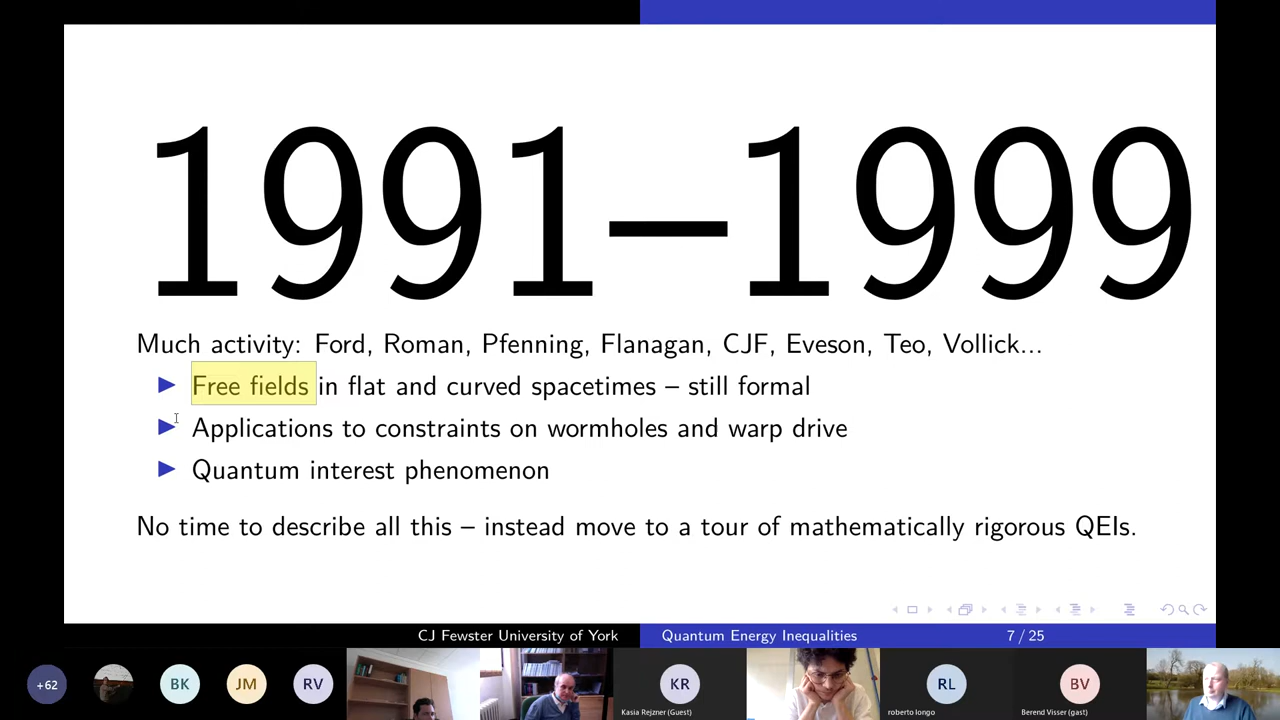 1991–1999
Much activity: Ford, Roman, Pfenning, Flanagan, CJF, Eveson, Teo, Vollick...
Free fields in flat and curved spacetimes – still formal
Applications to constraints on wormholes and warp drive
Quantum interest phenomenon
No time to describe all this – instead move to a tour of mathematically rigorous QEIs.
CJ Fewster University of York
Quantum Energy Inequalities
7 / 25
+62
BK
JM
RV
KR
Kasia Rejzner (Guest)
RL
roberto longo
BV
Berend Visser (gast)